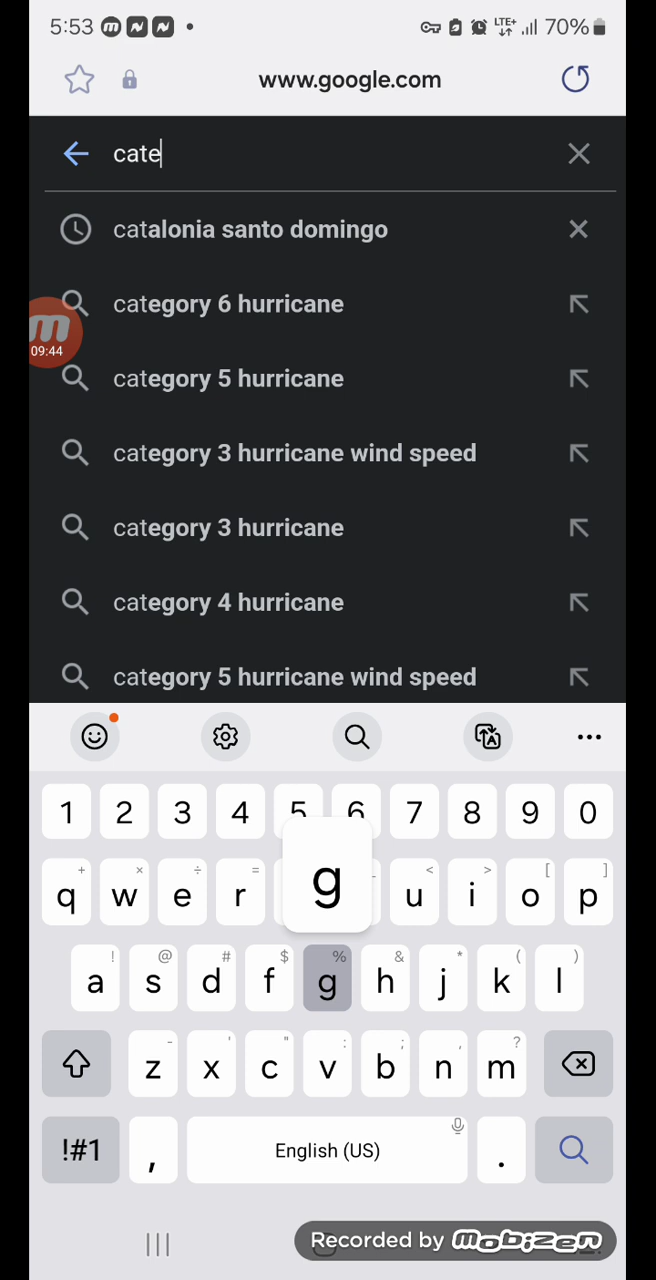 5:53 LTE+ 70%
www.google.com
cate
catalonia santo domingo
category 6 hurricane
m
09:44
category 5 hurricane
category 3 hurricane wind speed
category 3 hurricane
category 4 hurricane
category 5 hurricane wind speed
1 2 3 4 5 6 7 8 9 0
+ × ÷ = _ < > [ ]
q w e r g u i o p
! @ # $ % & * ( )
a s d f g h j k l
- ' " : ; , ?
z x c v b n m
!#1 , English (US) .
Recorded by mobizen